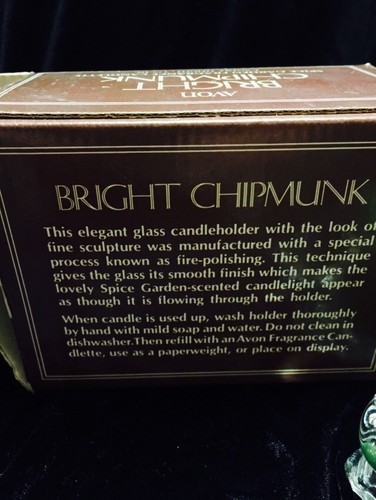 AVON
BRIGHT
CHIPMUNK
BRIGHT CHIPMUNK
This elegant glass candleholder with the look of
fine sculpture was manufactured with a special
process known as fire-polishing. This technique
gives the glass its smooth finish which makes the
lovely Spice Garden-scented candlelight appear
as though it is flowing through the holder.
When candle is used up, wash holder thoroughly
by hand with mild soap and water. Do not clean in
dishwasher.Then refill with an Avon Fragrance Can-
dlette, use as a paperweight, or place on display.